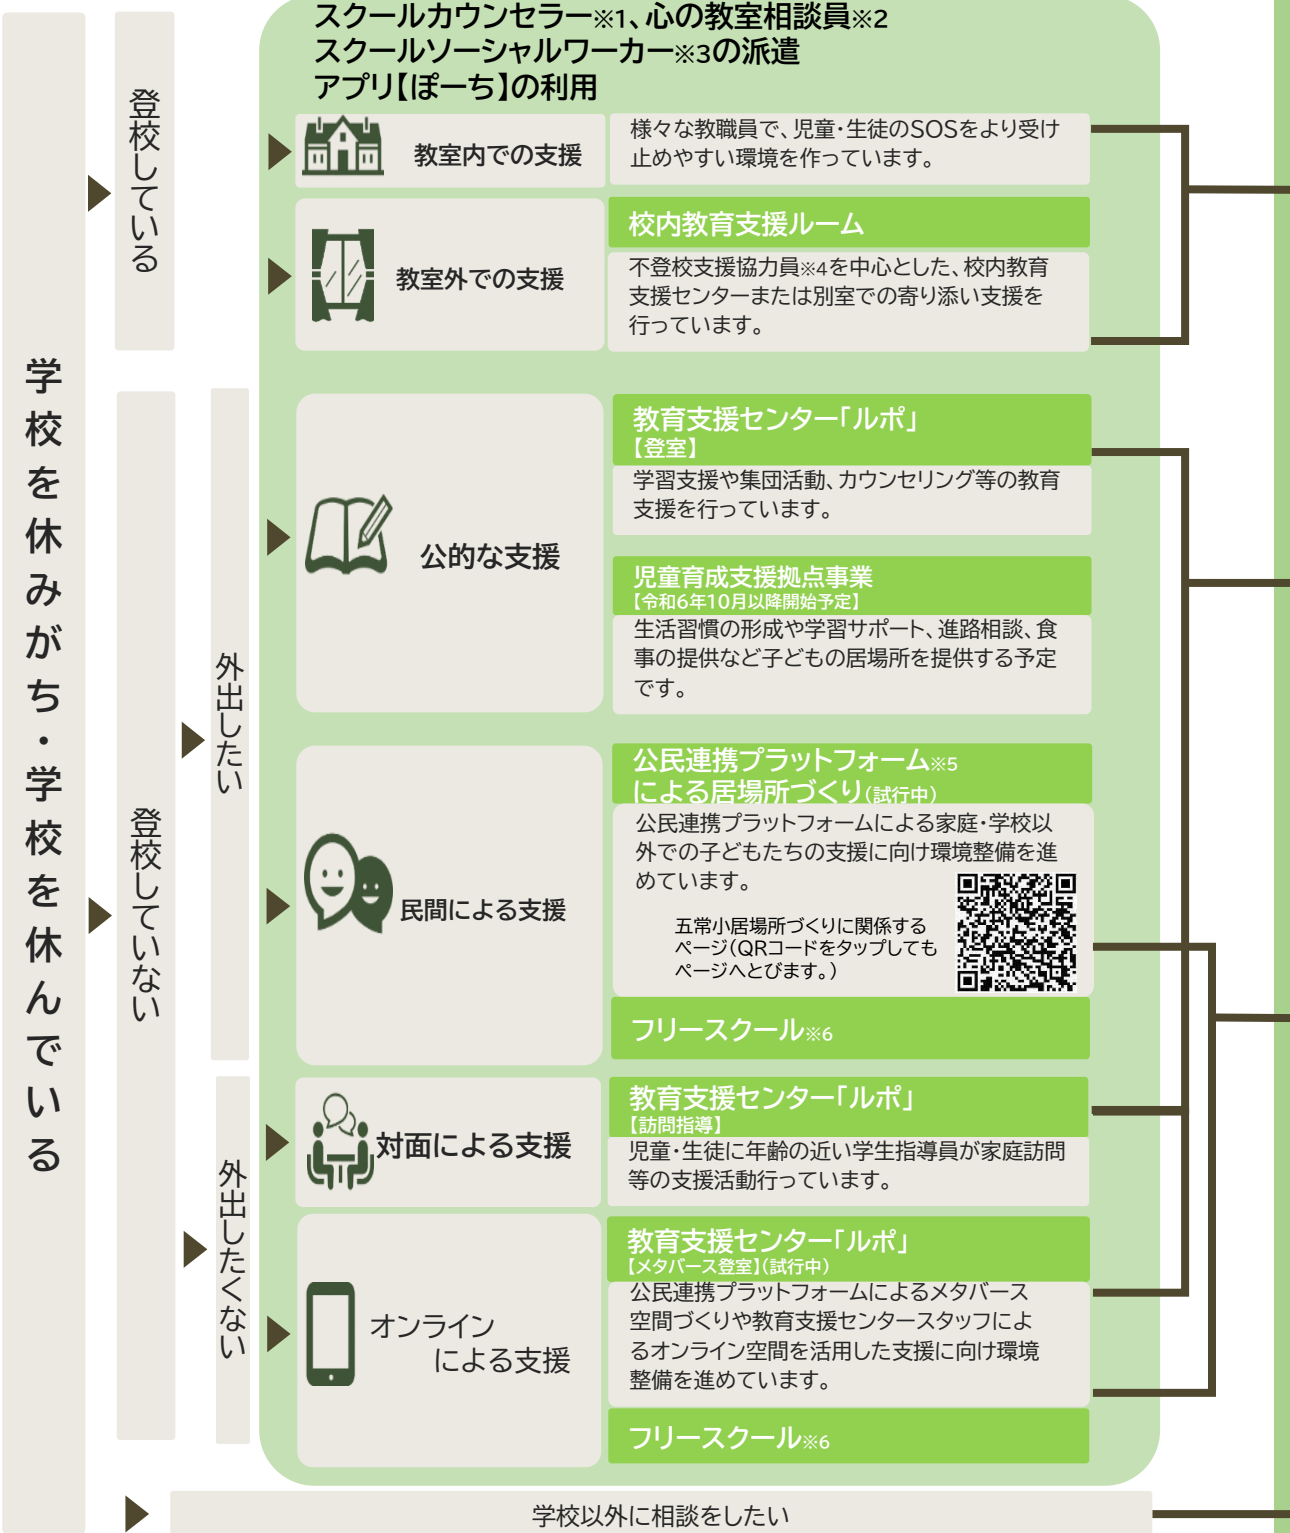 学校を休みがち・学校を休んでいる
登校している
スクールカウンセラー※1、心の教室相談員※2
スクールソーシャルワーカー※3の派遣
アプリ【ぽーち】の利用
教室内での支援
様々な教職員で、児童・生徒のSOSをより受け
止めやすい環境を作っています。
教室外での支援
校内教育支援ルーム
不登校支援協力員※4を中心とした、校内教育
支援センターまたは別室での寄り添い支援を
行っています。
登校していない
外出したい
公的な支援
教育支援センター「ルポ」
【登室】
学習支援や集団活動、カウンセリング等の教育
支援を行っています。
児童育成支援拠点事業
【令和6年10月以降開始予定】
生活習慣の形成や学習サポート、進路相談、食
事の提供など子どもの居場所を提供する予定
です。
民間による支援
公民連携プラットフォーム※5
による居場所づくり(試行中)
公民連携プラットフォームによる家庭・学校以
外での子どもたちの支援に向け環境整備を進
めています。
五常小居場所づくりに関係する
ページ(QRコードをタップしても
ページへとびます。)
フリースクール※6
外出したくない
対面による支援
教育支援センター「ルポ」
【訪問指導】
児童・生徒に年齢の近い学生指導員が家庭訪問
等の支援活動行っています。
オンライン
による支援
教育支援センター「ルポ」
【メタバース登室】(試行中)
公民連携プラットフォームによるメタバース
空間づくりや教育支援センタースタッフによ
るオンライン空間を活用した支援に向け環境
整備を進めています。
フリースクール※6
学校以外に相談をしたい